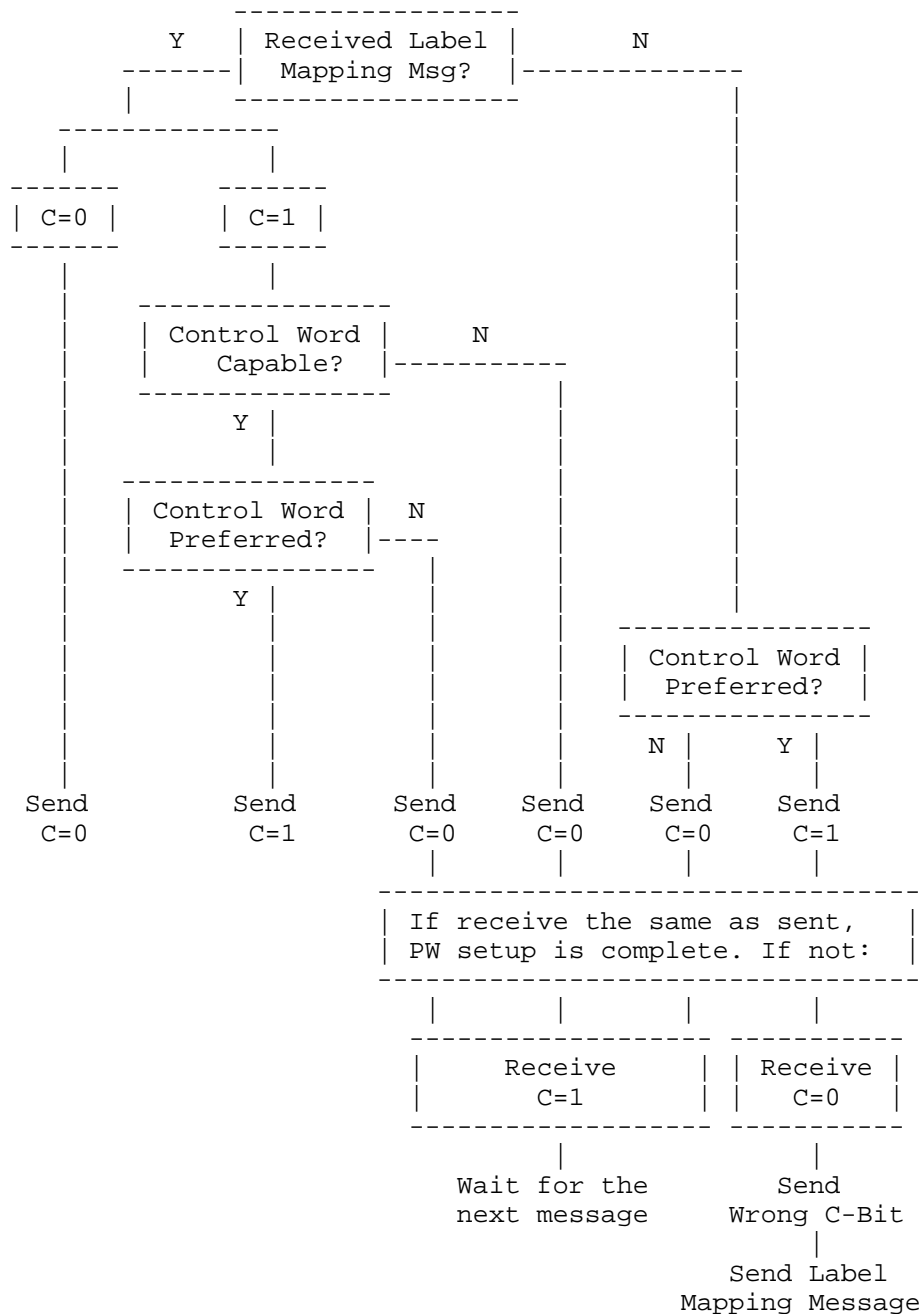 Y | Received Label | N
-------| Mapping Msg? |--------------
| C=0 | | C=1 |
| Control Word | N
| Capable? |-----------
Y |
| Control Word | N
| Preferred? |----
Y |
| Control Word |
| Preferred? |
N | Y |
Send Send Send Send Send Send
C=0 C=1 C=0 C=0 C=0 C=1
| If receive the same as sent, |
| PW setup is complete. If not: |
| Receive | | Receive |
| C=1 | | C=0 |
Wait for the Send
next message Wrong C-Bit
Send Label
Mapping Message